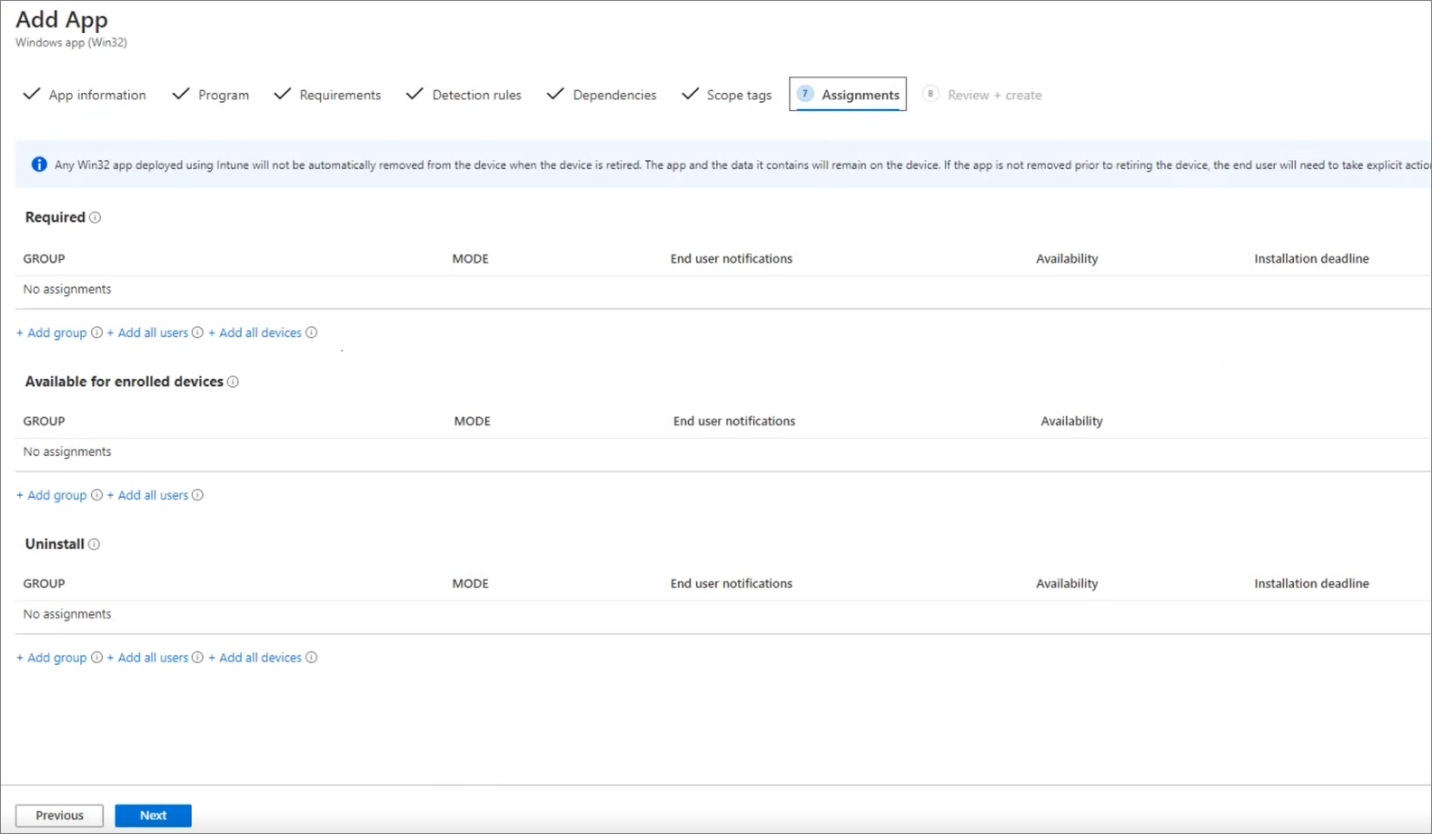 Add App
Windows app (Win32)
App information Program Requirements Detection rules Dependencies Scope tags 7 Assignments 8 Review + create
Any Win32 app deployed using Intune will not be automatically removed from the device when the device is retired. The app and the data it contains will remain on the device. If the app is not removed prior to retiring the device, the end user will need to take explicit actio
Required
GROUP MODE End user notifications Availability Installation deadline
No assignments
+ Add group + Add all users + Add all devices
Available for enrolled devices
GROUP MODE End user notifications Availability
No assignments
+ Add group + Add all users
Uninstall
GROUP MODE End user notifications Availability Installation deadline
No assignments
+ Add group + Add all users + Add all devices
Previous Next